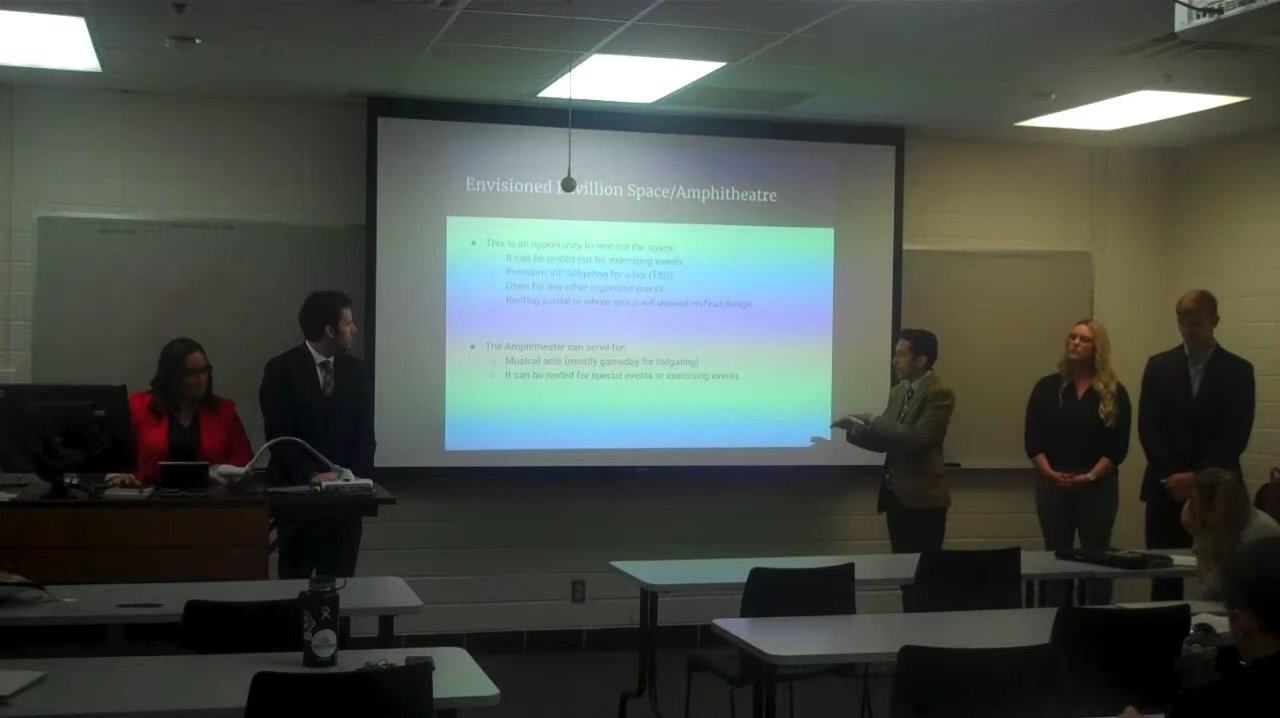 Envisioned Pavillion Space/Amphitheatre
This is an opportunity to rent out the space:
It can be rented out for exercising events
Premium VIP tailgating for a fee (TBD)
Open for any other organized events
Renting partial or whole space will depend on final design
The Amphitheater can serve for:
Musical acts (mostly gameday for tailgating)
It can be rented for special events or exercising events